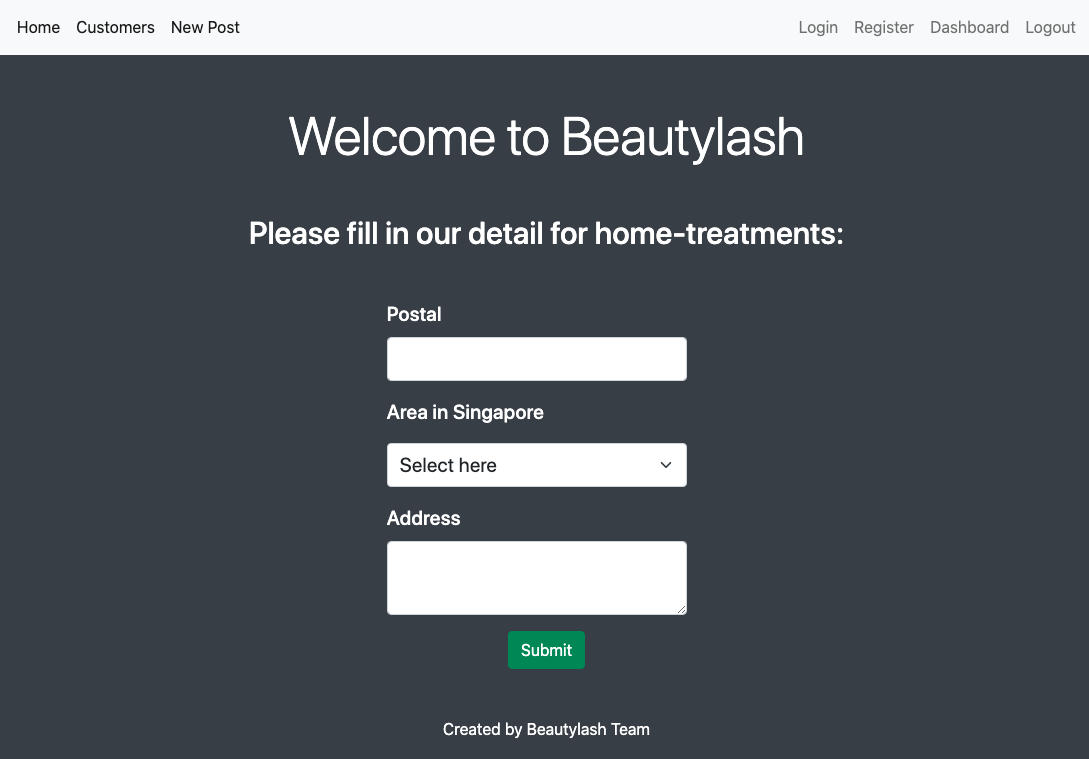 Home Customers New Post Login Register Dashboard Logout
Welcome to Beautylash
Please fill in our detail for home-treatments:
Postal
Area in Singapore
Select here
Address
Submit
Created by Beautylash Team